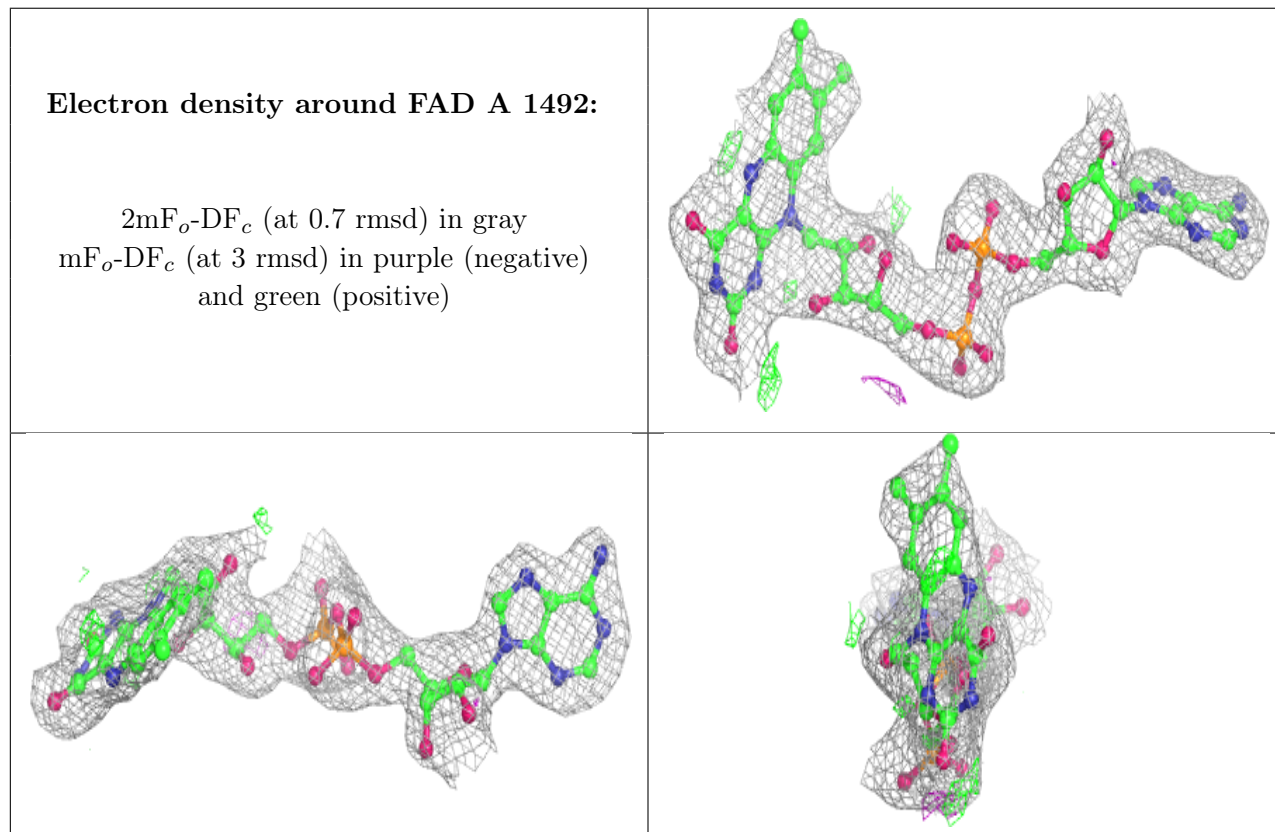 Electron density around FAD A 1492:
2mFo-DFc (at 0.7 rmsd) in gray
mFo-DFc (at 3 rmsd) in purple (negative)
and green (positive)